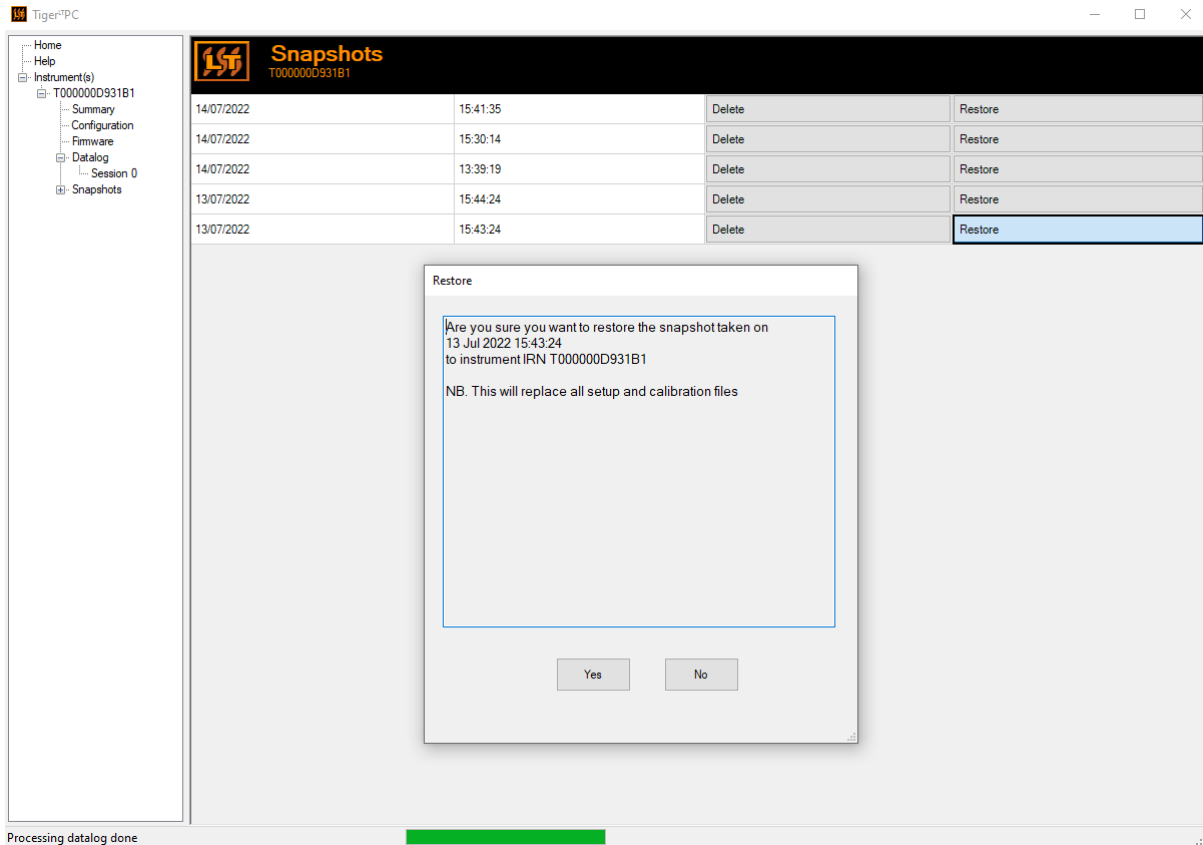 TigerLTPC
Home
Help
Instrument(s)
T000000D931B1
Summary
Configuration
Firmware
Datalog
Session 0
Snapshots
LST
Snapshots
T000000D931B1
14/07/2022 15:41:35 Delete Restore
14/07/2022 15:30:14 Delete Restore
14/07/2022 13:39:19 Delete Restore
13/07/2022 15:44:24 Delete Restore
13/07/2022 15:43:24 Delete Restore
Restore
Are you sure you want to restore the snapshot taken on
13 Jul 2022 15:43:24
to instrument IRN T000000D931B1
NB. This will replace all setup and calibration files
Yes No
Processing datalog done